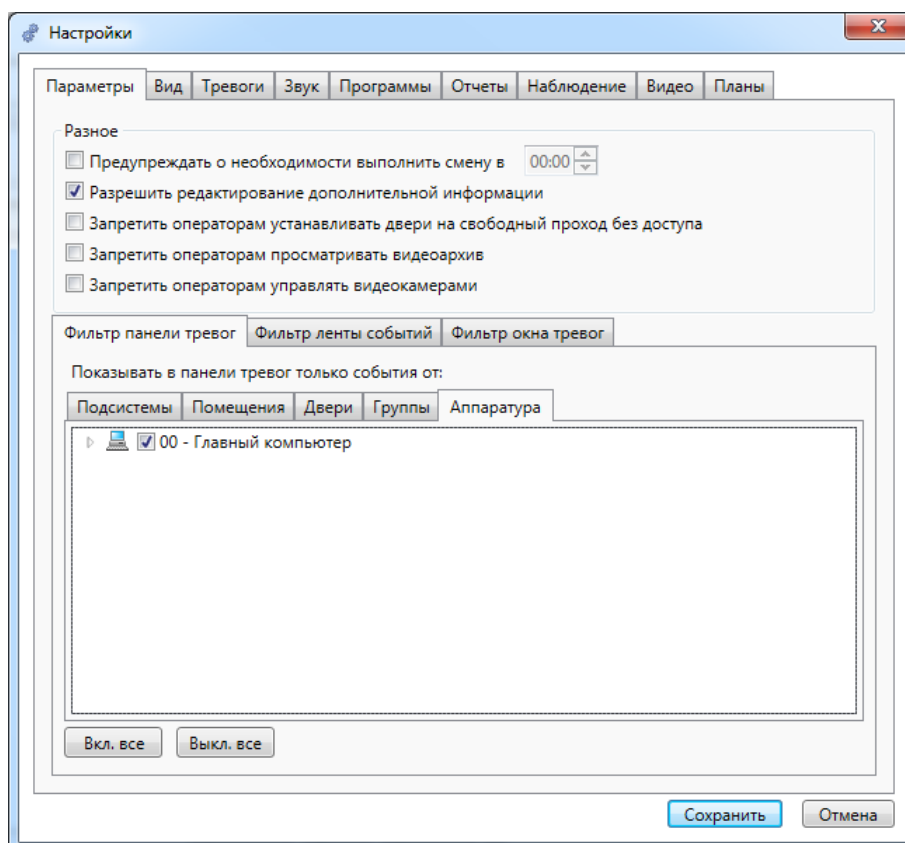 Настройки
Параметры Вид Тревоги Звук Программы Отчеты Наблюдение Видео Планы
Разное
Предупреждать о необходимости выполнить смену в 00:00
Разрешить редактирование дополнительной информации
Запретить операторам устанавливать двери на свободный проход без доступа
Запретить операторам просматривать видеоархив
Запретить операторам управлять видеокамерами
Фильтр панели тревог Фильтр ленты событий Фильтр окна тревог
Показывать в панели тревог только события от:
Подсистемы Помещения Двери Группы Аппаратура
00 - Главный компьютер
Вкл. все Выкл. все
Сохранить Отмена